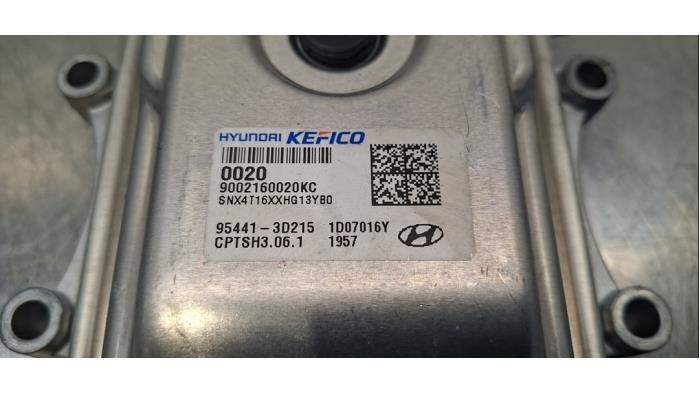 HYUNDAI KEFICO
0020
9002160020KC
SNX4T16XXHG13YB0
95441-3D215 1D07016Y
CPTSH3.06.1 1957